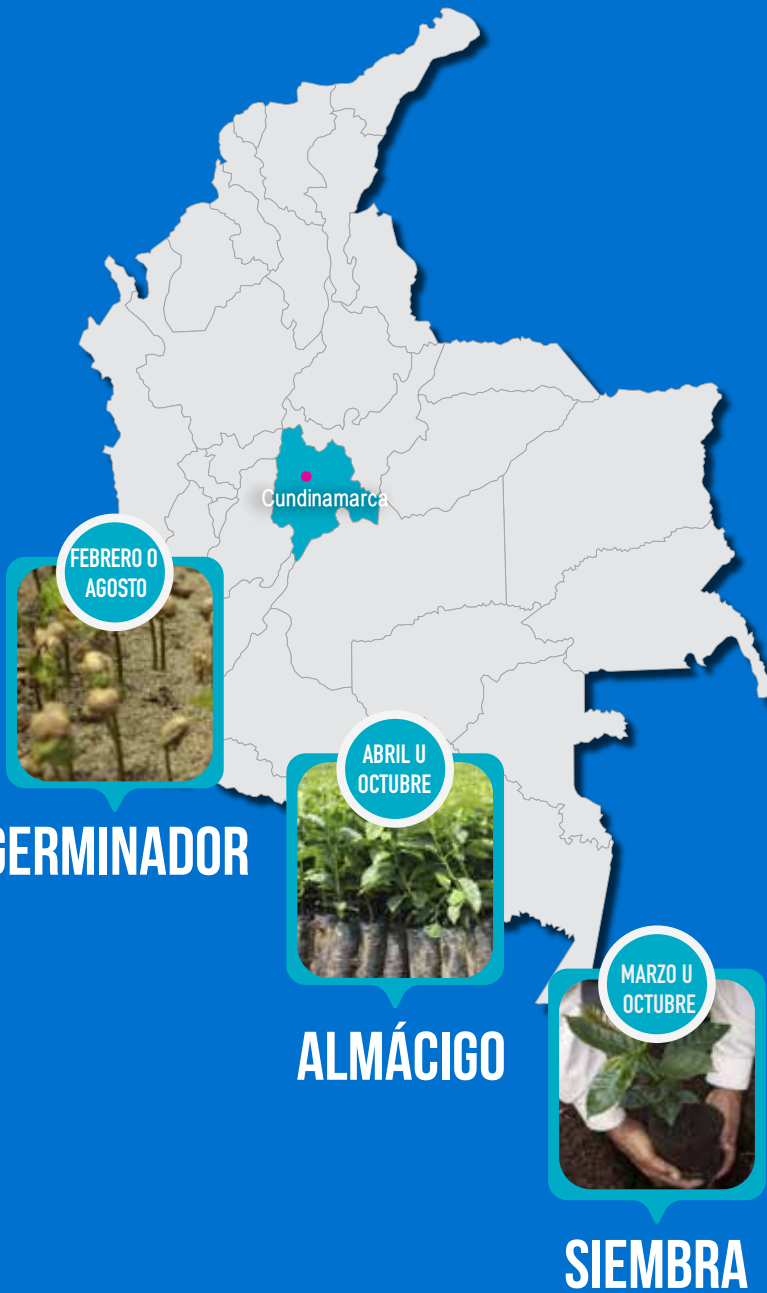 Cundinamarca
FEBRERO O
AGOSTO
GERMINADOR
ABRIL U
OCTUBRE
ALMÁCIGO
MARZO U
OCTUBRE
SIEMBRA